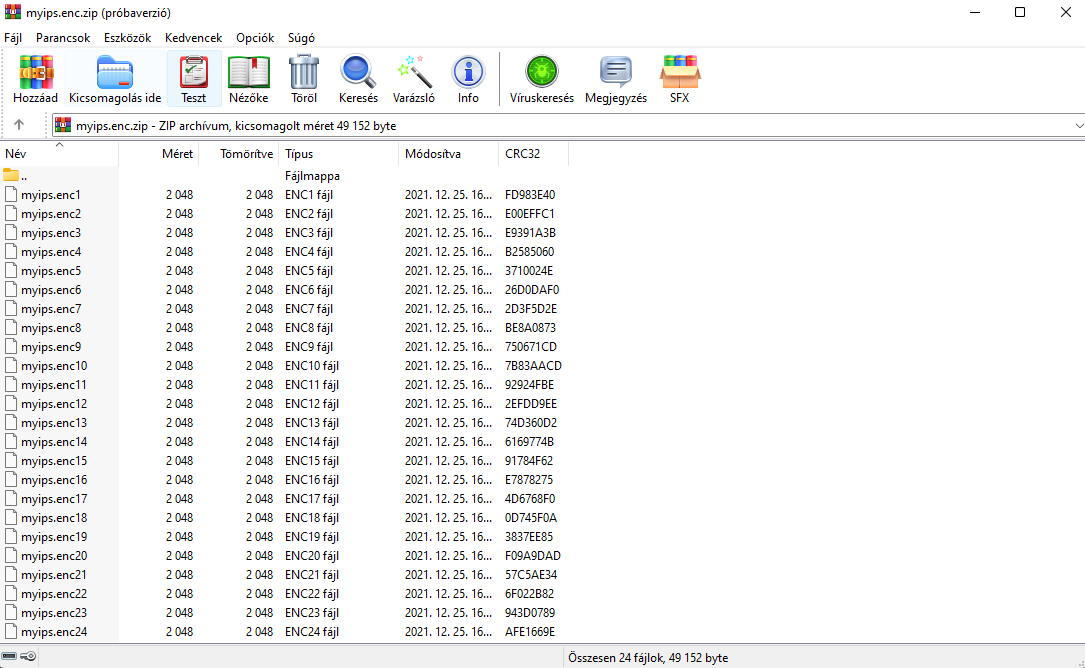 myips.enc.zip (próbaverzió)
Fájl Parancsok Eszközök Kedvencek Opciók Súgó
Hozzáad Kicsomagolás ide Teszt Nézőke Töröl Keresés Varázsló Info Víruskeresés Megjegyzés SFX
myips.enc.zip - ZIP archívum, kicsomagolt méret 49 152 byte
Név Méret Tömörítve Típus Módosítva CRC32
.. Fájlmappa
myips.enc1 2 048 2 048 ENC1 fájl 2021. 12. 25. 16... FD983E40
myips.enc2 2 048 2 048 ENC2 fájl 2021. 12. 25. 16... E00EFFC1
myips.enc3 2 048 2 048 ENC3 fájl 2021. 12. 25. 16... E9391A3B
myips.enc4 2 048 2 048 ENC4 fájl 2021. 12. 25. 16... B2585060
myips.enc5 2 048 2 048 ENC5 fájl 2021. 12. 25. 16... 3710024E
myips.enc6 2 048 2 048 ENC6 fájl 2021. 12. 25. 16... 26D0DAF0
myips.enc7 2 048 2 048 ENC7 fájl 2021. 12. 25. 16... 2D3F5D2E
myips.enc8 2 048 2 048 ENC8 fájl 2021. 12. 25. 16... BE8A0873
myips.enc9 2 048 2 048 ENC9 fájl 2021. 12. 25. 16... 750671CD
myips.enc10 2 048 2 048 ENC10 fájl 2021. 12. 25. 16... 7B83AACD
myips.enc11 2 048 2 048 ENC11 fájl 2021. 12. 25. 16... 92924FBE
myips.enc12 2 048 2 048 ENC12 fájl 2021. 12. 25. 16... 2EFDD9EE
myips.enc13 2 048 2 048 ENC13 fájl 2021. 12. 25. 16... 74D360D2
myips.enc14 2 048 2 048 ENC14 fájl 2021. 12. 25. 16... 6169774B
myips.enc15 2 048 2 048 ENC15 fájl 2021. 12. 25. 16... 91784F62
myips.enc16 2 048 2 048 ENC16 fájl 2021. 12. 25. 16... E7878275
myips.enc17 2 048 2 048 ENC17 fájl 2021. 12. 25. 16... 4D6768F0
myips.enc18 2 048 2 048 ENC18 fájl 2021. 12. 25. 16... 0D745F0A
myips.enc19 2 048 2 048 ENC19 fájl 2021. 12. 25. 16... 3837EE85
myips.enc20 2 048 2 048 ENC20 fájl 2021. 12. 25. 16... F09A9DAD
myips.enc21 2 048 2 048 ENC21 fájl 2021. 12. 25. 16... 57C5AE34
myips.enc22 2 048 2 048 ENC22 fájl 2021. 12. 25. 16... 6F022B82
myips.enc23 2 048 2 048 ENC23 fájl 2021. 12. 25. 16... 943D0789
myips.enc24 2 048 2 048 ENC24 fájl 2021. 12. 25. 16... AFE1669E
Összesen 24 fájlok, 49 152 byte